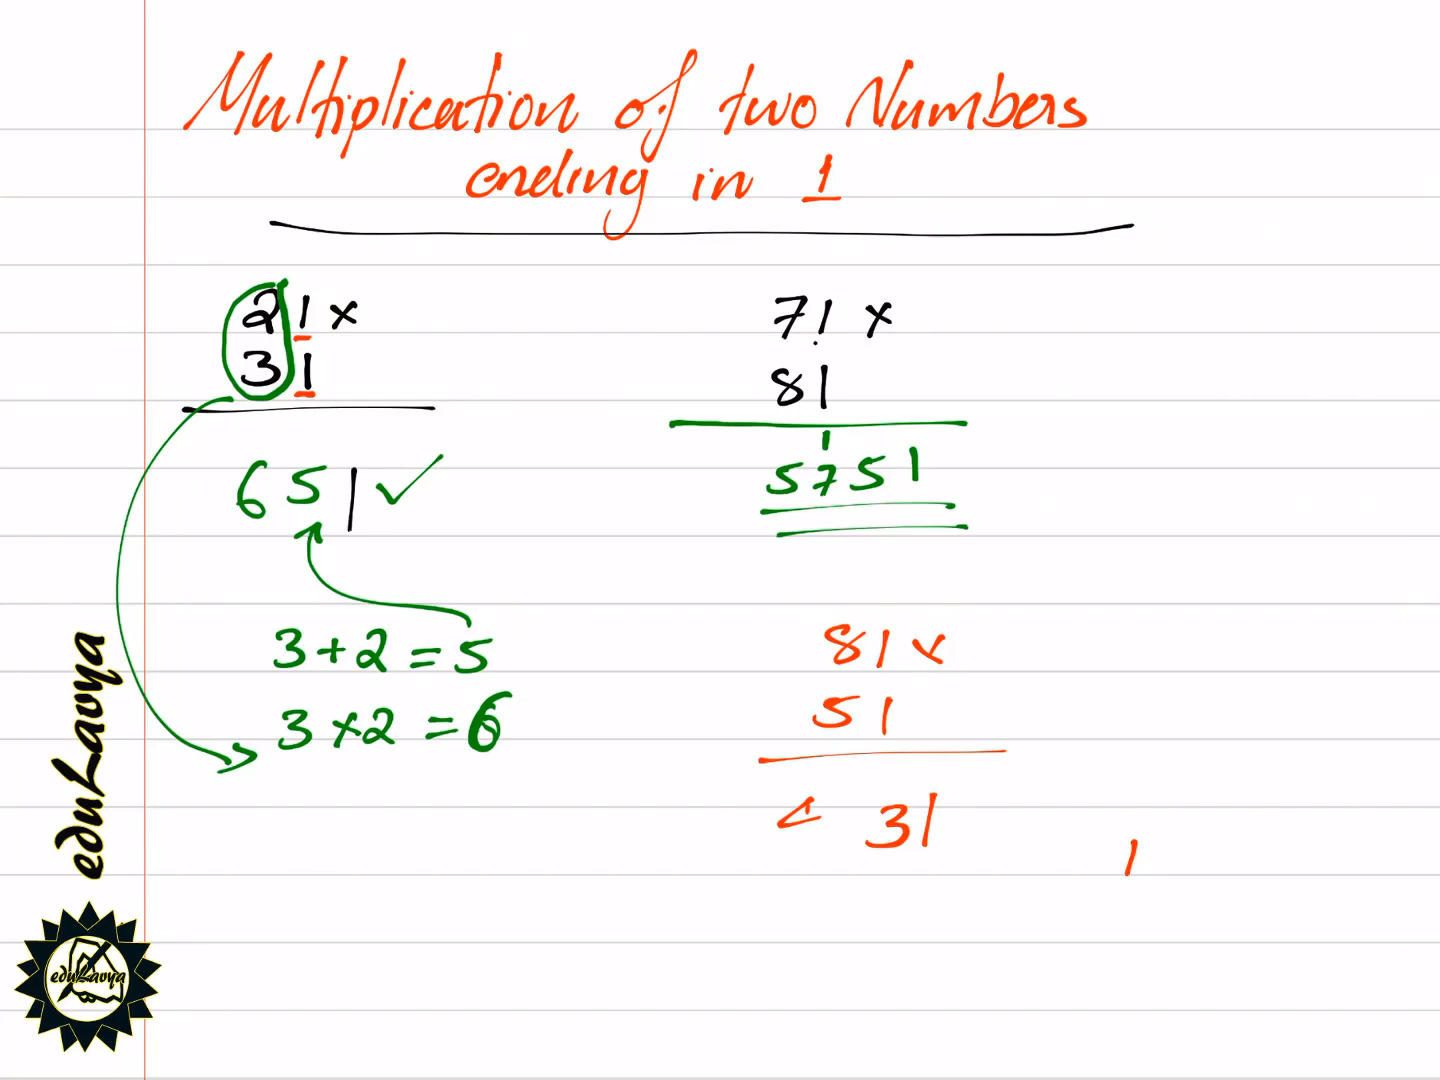 Multiplication of two Numbers
ending in 1
21 x
31
651 ✓
3+2=5
3x2=6
71 x
81
1
5751
81 x
51
31
1
eduLavya
eduLavya